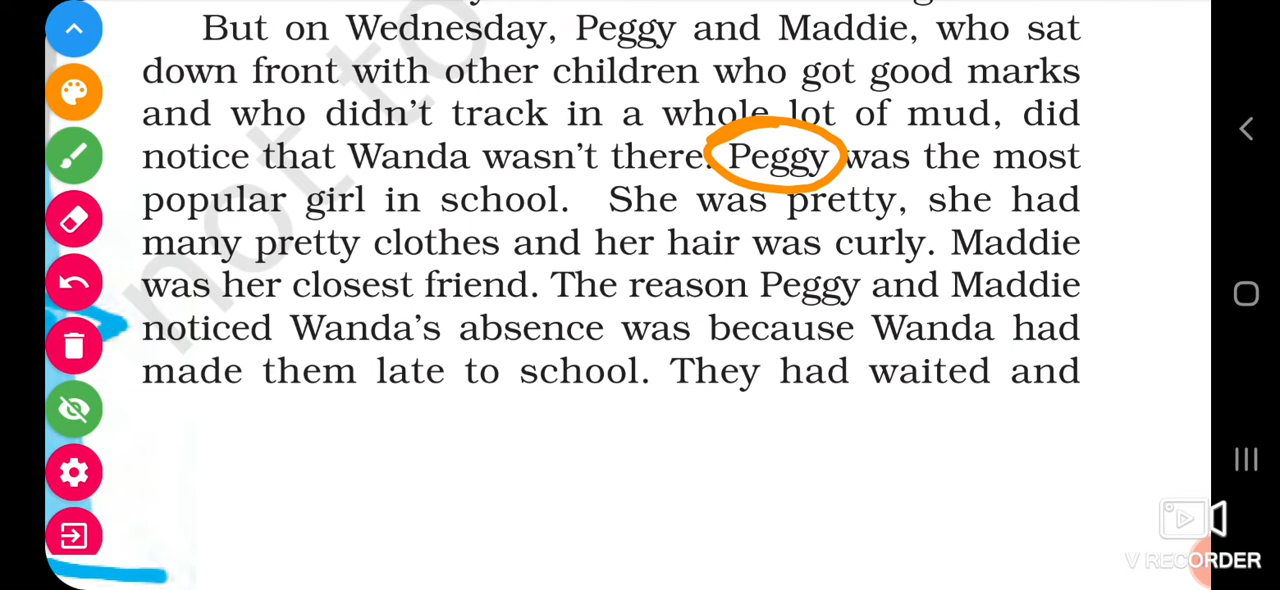 But on Wednesday, Peggy and Maddie, who sat
down front with other children who got good marks
and who didn't track in a whole lot of mud, did
notice that Wanda wasn't there. Peggy was the most
popular girl in school. She was pretty, she had
many pretty clothes and her hair was curly. Maddie
was her closest friend. The reason Peggy and Maddie
noticed Wanda's absence was because Wanda had
made them late to school. They had waited and
not to
V RECORDER